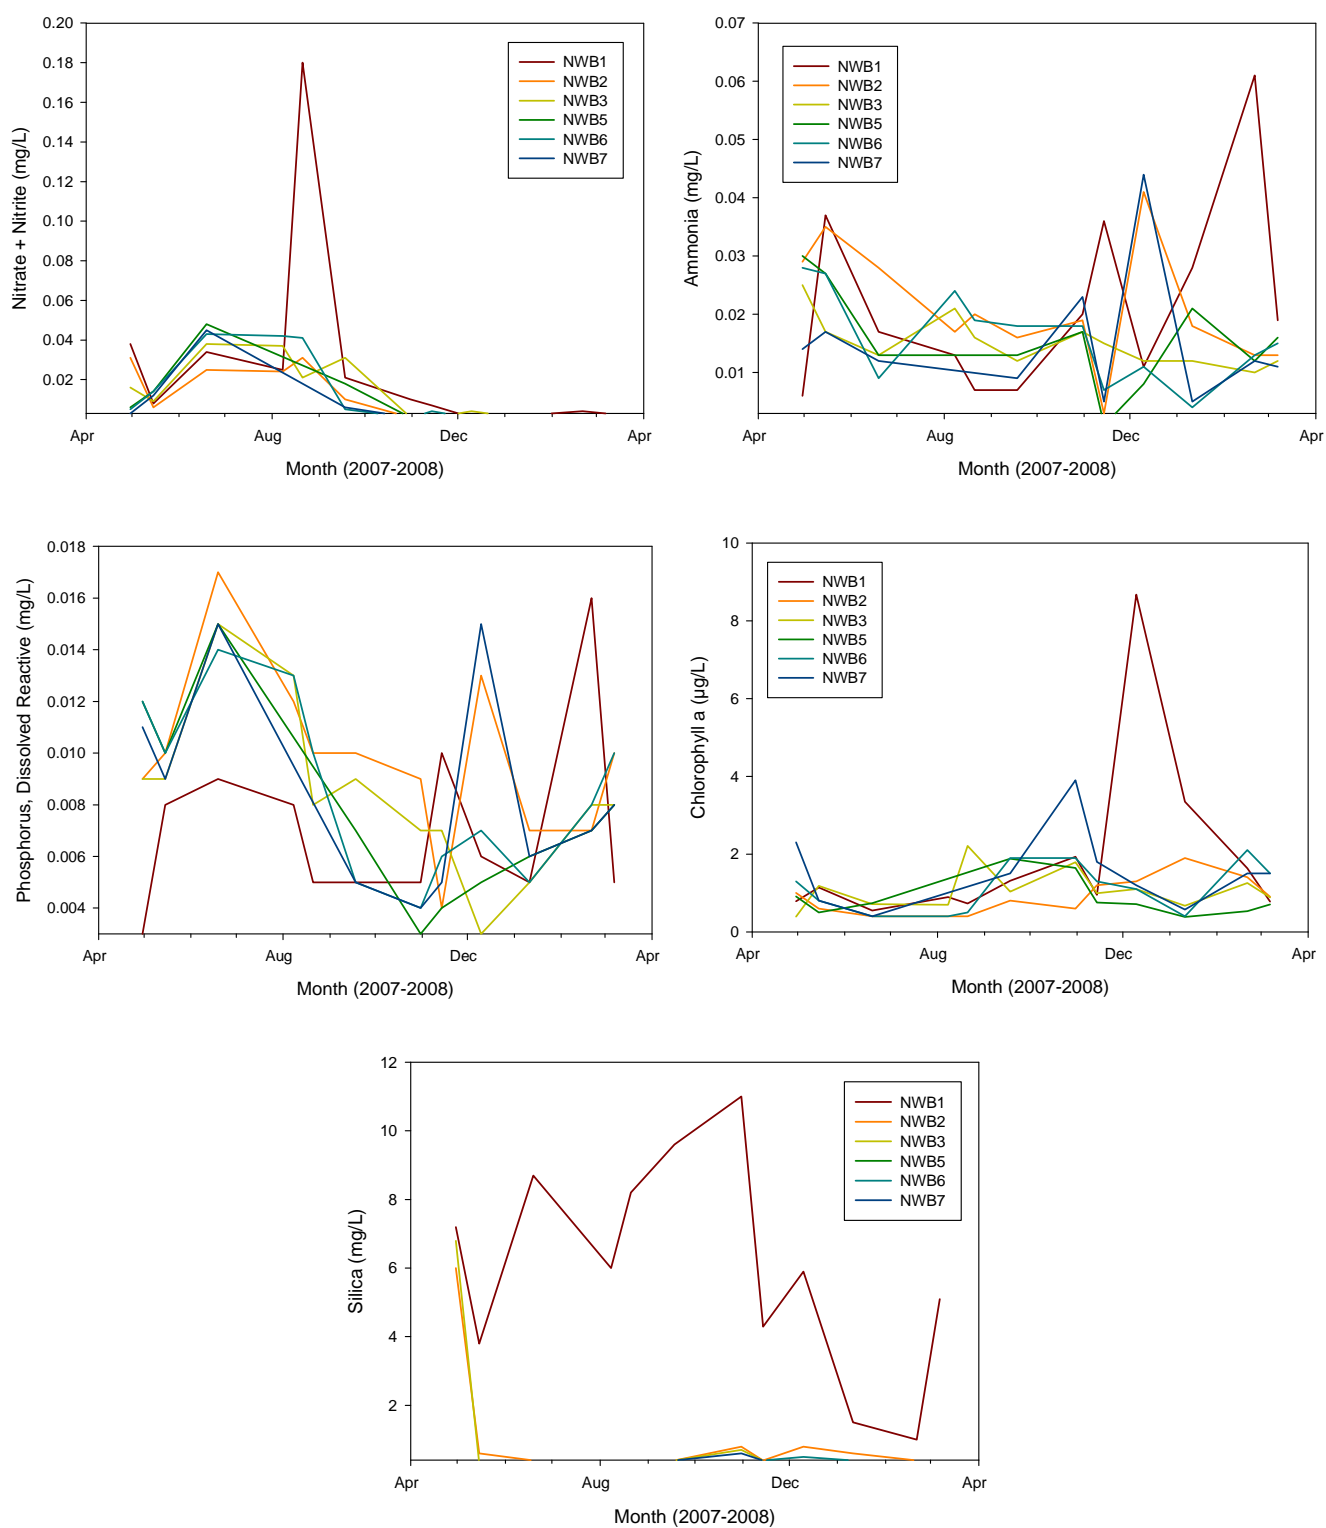 Nitrate + Nitrite (mg/L)
0.20
0.18
0.16
0.14
0.12
0.10
0.08
0.06
0.04
0.02
NWB1
NWB2
NWB3
NWB5
NWB6
NWB7
Apr Aug Dec Apr
Month (2007-2008)
Ammonia (mg/L)
0.07
0.06
0.05
0.04
0.03
0.02
0.01
NWB1
NWB2
NWB3
NWB5
NWB6
NWB7
Apr Aug Dec Apr
Month (2007-2008)
Phosphorus, Dissolved Reactive (mg/L)
0.018
0.016
0.014
0.012
0.010
0.008
0.006
0.004
Apr Aug Dec Apr
Month (2007-2008)
Chlorophyll a (µg/L)
10
8
6
4
2
0
NWB1
NWB2
NWB3
NWB5
NWB6
NWB7
Apr Aug Dec Apr
Month (2007-2008)
Silica (mg/L)
12
10
8
6
4
2
NWB1
NWB2
NWB3
NWB5
NWB6
NWB7
Apr Aug Dec Apr
Month (2007-2008)